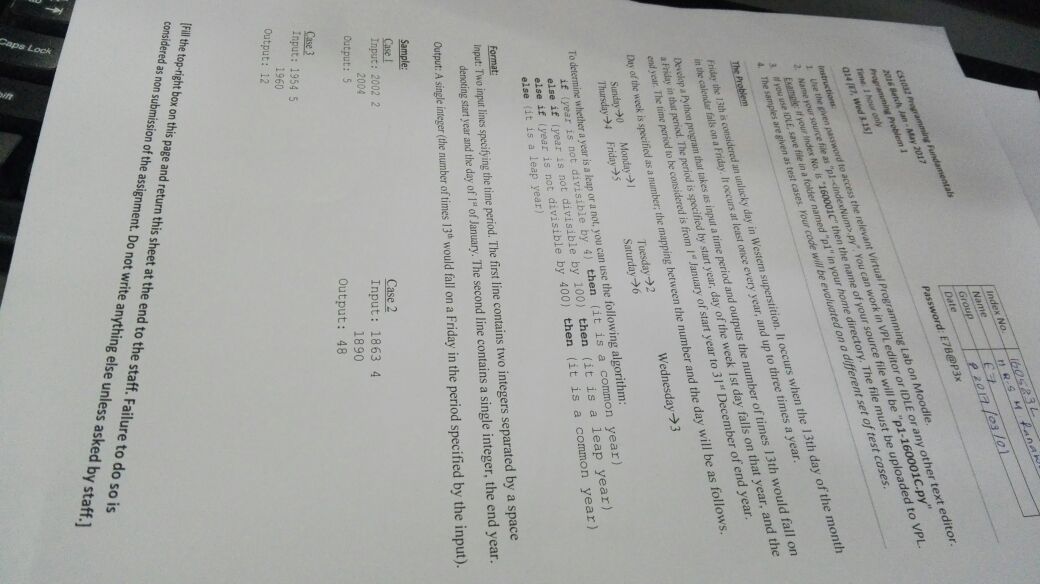 CS1032 Programming Fundamentals
2016 Batch, Jan - May 2017
Programming Problem 1
Time: 1 hour only
Q14 [E7, Wed 3.15]
Index No.
Name
M R S M
Group E7
Date 2017/03/01
Password: E7B@P3x
Instructions:
1. Use the given password to access the relevant Virtual Programming Lab on Moodle.
2. Name your source file as "p1-<indexNum>.py". You can work in VPL editor or IDLE or any other text editor.
Example: If your Index No. is "160001C" then the name of your source file will be "p1-160001C.py"
3. If you use IDLE, save file in a folder named "p1" in your home directory. The file must be uploaded to VPL.
4. The samples are given as test cases. Your code will be evaluated on a different set of test cases.
The Problem
Friday the 13th is considered an unlucky day in Western superstition. It occurs when the 13th day of the month
in the calendar falls on a Friday. It occurs at least once every year, and up to three times a year.
Develop a Python program that takes as input a time period and outputs the number of times 13th would fall on
a Friday in that period. The period is specified by start year, day of the week 1st day falls on that year, and the
end year. The time period to be considered is from 1st January of start year to 31st December of end year.
Day of the week is specified as a number; the mapping between the number and the day will be as follows.
Sunday→0 Monday→1 Tuesday→2 Wednesday→3
Thursday→4 Friday→5 Saturday→6
To determine whether a year is a leap or a not, you can use the following algorithm:
if (year is not divisible by 4) then (it is a common year)
else if (year is not divisible by 100) then (it is a leap year)
else if (year is not divisible by 400) then (it is a common year)
else (it is a leap year)
Format:
Input: Two input lines specifying the time period. The first line contains two integers separated by a space
denoting start year and the day of 1st of January. The second line contains a single integer, the end year.
Output: A single integer (the number of times 13th would fall on a Friday in the period specified by the input).
Sample:
Case 1
Input: 2002 2
2004
Output: 5
Case 2
Input: 1863 4
1890
Output: 48
Case 3
Input: 1954 5
1960
Output: 12
[Fill the top-right box on this page and return this sheet at the end to the staff. Failure to do so is
considered as non submission of the assignment. Do not write anything else unless asked by staff.]
Caps Lock